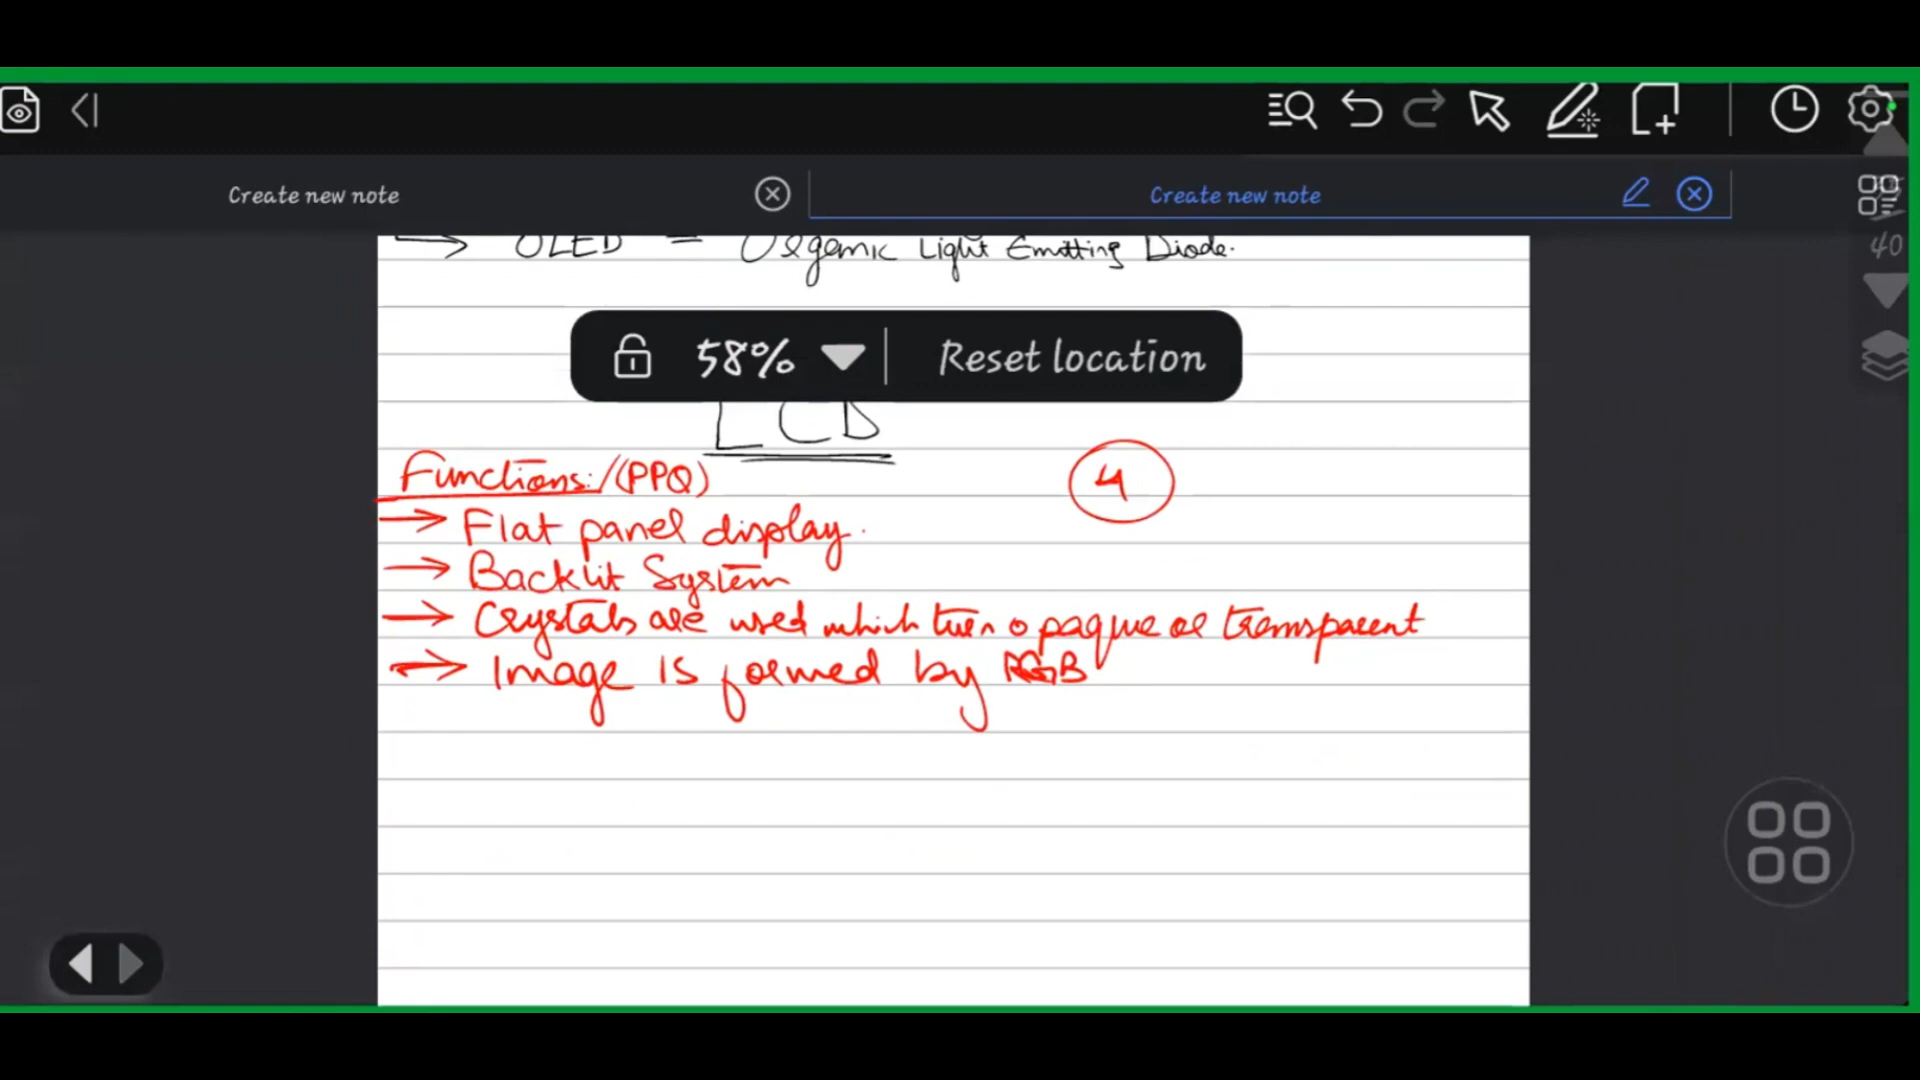 Create new note
Create new note
40
→ OLED = Organic Light Emitting Diode.
58%
Reset location
LCD
Functions:/(PPQ)
4
→ Flat panel display.
→ Backlit System
→ Crystals are used which turn opaque or transparent
→ Image is formed by RGB